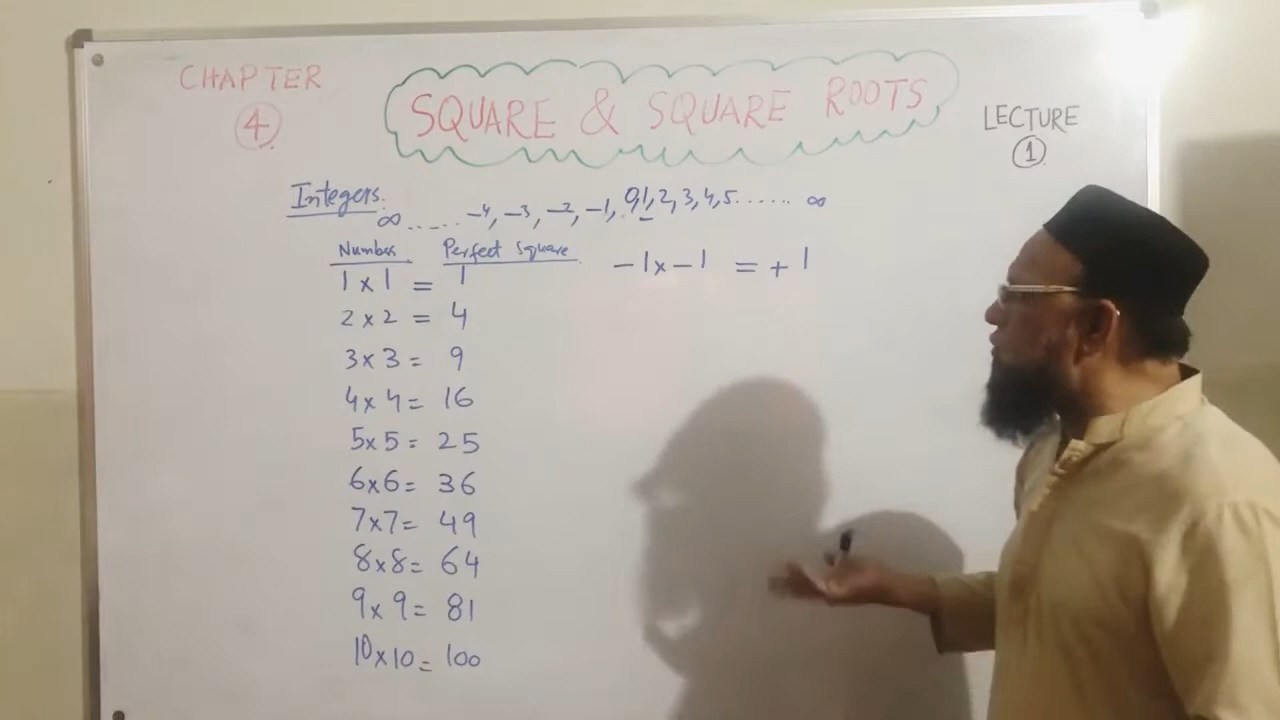 CHAPTER
4
SQUARE & SQUARE ROOTS
LECTURE
1
Integers.
∞ ...... -4, -3, -2, -1, 0, 1, 2, 3, 4, 5 ...... ∞
Number Perfect Square
1 x 1 = 1
-1 x -1 = +1
2 x 2 = 4
3 x 3 = 9
4 x 4 = 16
5 x 5 = 25
6 x 6 = 36
7 x 7 = 49
8 x 8 = 64
9 x 9 = 81
10 x 10 = 100